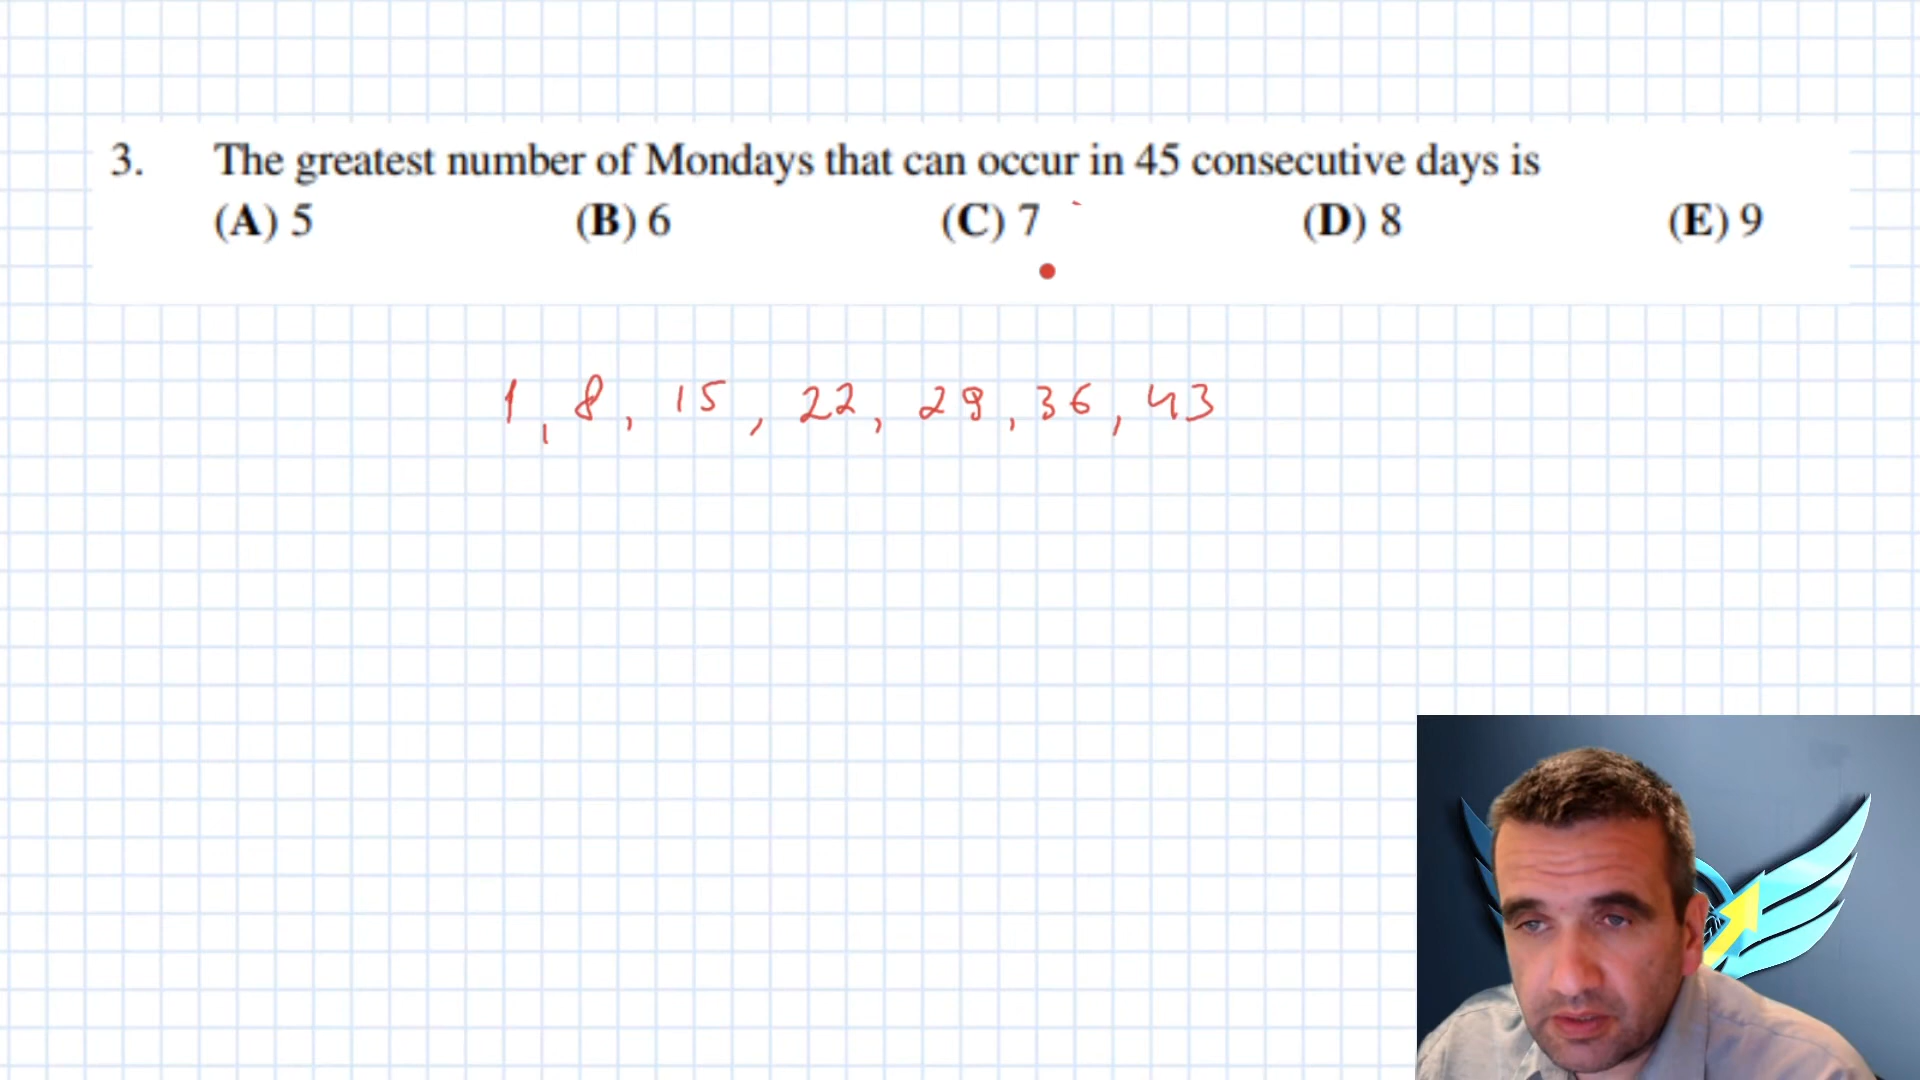 3. The greatest number of Mondays that can occur in 45 consecutive days is
(A) 5 (B) 6 (C) 7 (D) 8 (E) 9
1, 8, 15, 22, 29, 36, 43